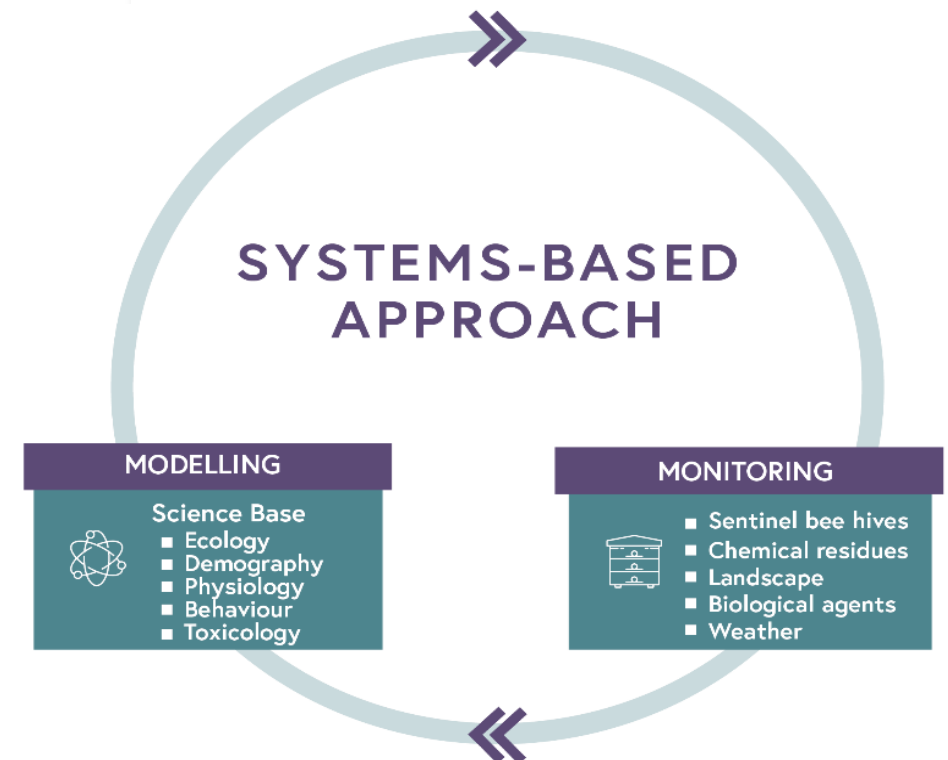 SYSTEMS-BASED
APPROACH
MODELLING
Science Base
■ Ecology
■ Demography
■ Physiology
■ Behaviour
■ Toxicology
MONITORING
■ Sentinel bee hives
■ Chemical residues
■ Landscape
■ Biological agents
■ Weather